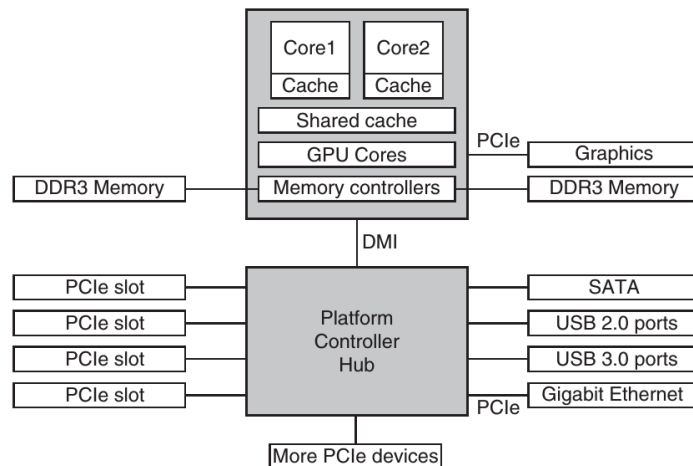 Core1
Core2
Cache
Cache
Shared cache
GPU Cores
PCIe
Graphics
DDR3 Memory
Memory controllers
DDR3 Memory
DMI
PCIe slot
SATA
PCIe slot
Platform
Controller
Hub
USB 2.0 ports
PCIe slot
USB 3.0 ports
PCIe slot
PCIe
Gigabit Ethernet
More PCIe devices